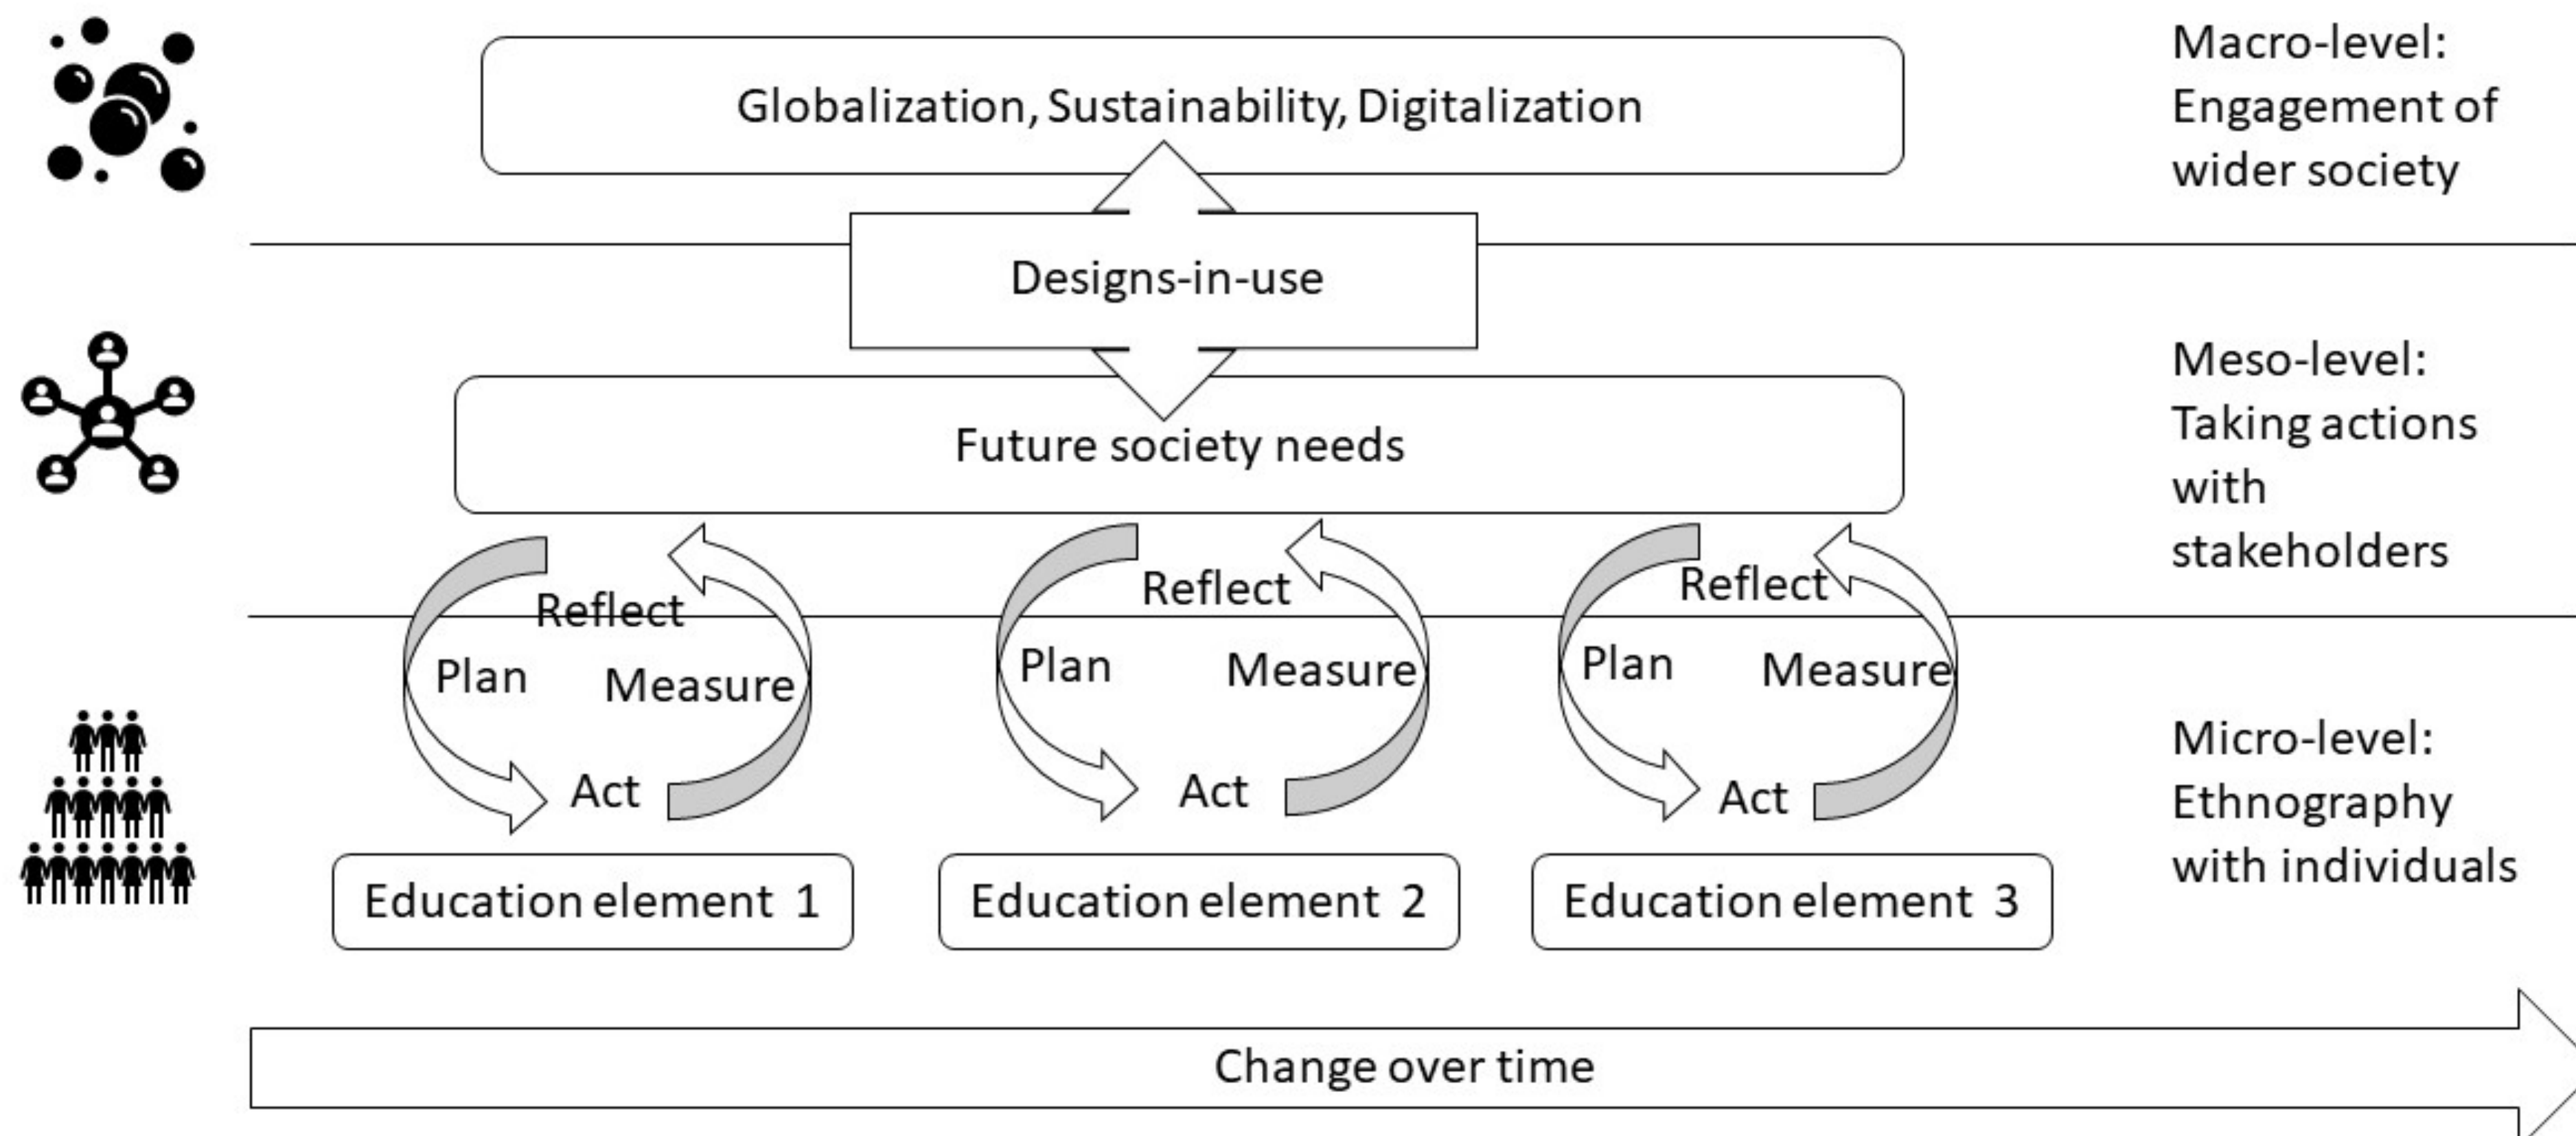 Globalization, Sustainability, Digitalization
Macro-level:
Engagement of
wider society
Designs-in-use
Future society needs
Meso-level:
Taking actions
with
stakeholders
Reflect
Plan
Measure
Act
Reflect
Plan
Measure
Act
Reflect
Plan
Measure
Act
Micro-level:
Ethnography
with individuals
Education element 1
Education element 2
Education element 3
Change over time